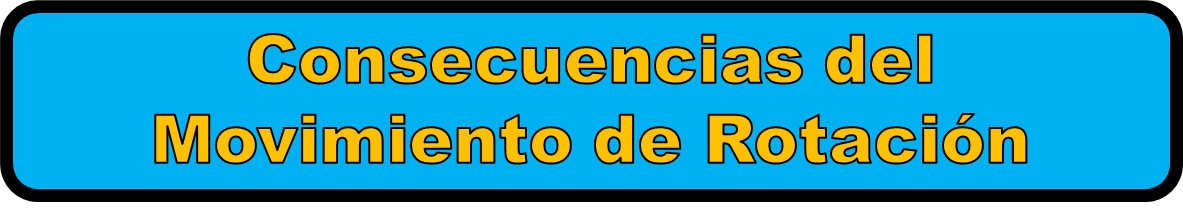 Consecuencias del
Movimiento de Rotación